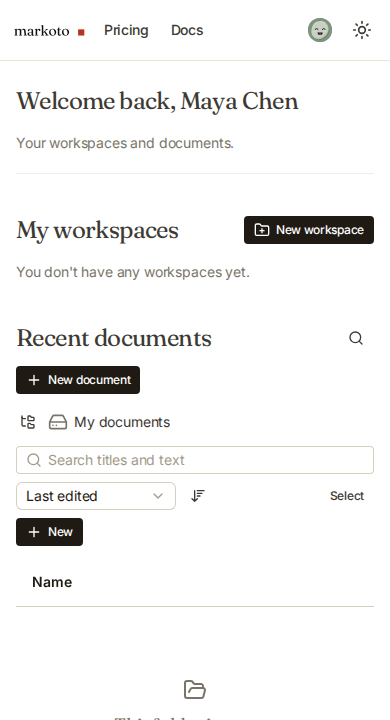 markoto Pricing Docs
Welcome back, Maya Chen
Your workspaces and documents.
My workspaces New workspace
You don't have any workspaces yet.
Recent documents
New document
My documents
Search titles and text
Last edited Select
New
Name